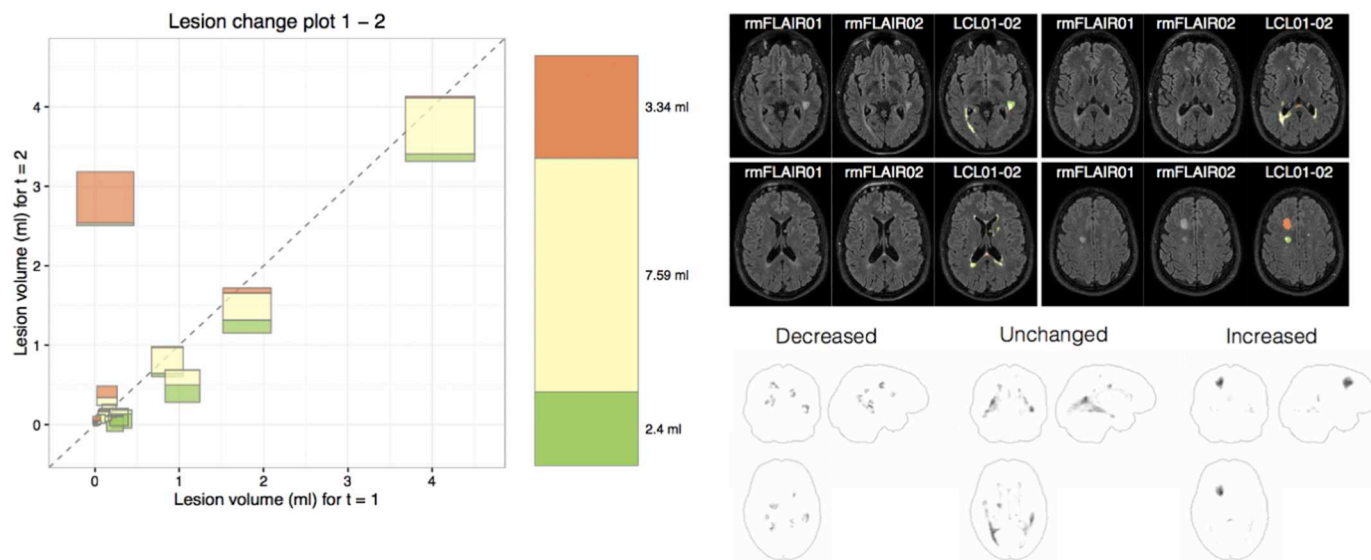 Lesion change plot 1 − 2
Lesion volume (ml) for t = 2
4
3
2
1
0
0 1 2 3 4
Lesion volume (ml) for t = 1
3.34 ml
7.59 ml
2.4 ml
rmFLAIR01 rmFLAIR02 LCL01-02 rmFLAIR01 rmFLAIR02 LCL01-02
rmFLAIR01 rmFLAIR02 LCL01-02 rmFLAIR01 rmFLAIR02 LCL01-02
Decreased Unchanged Increased